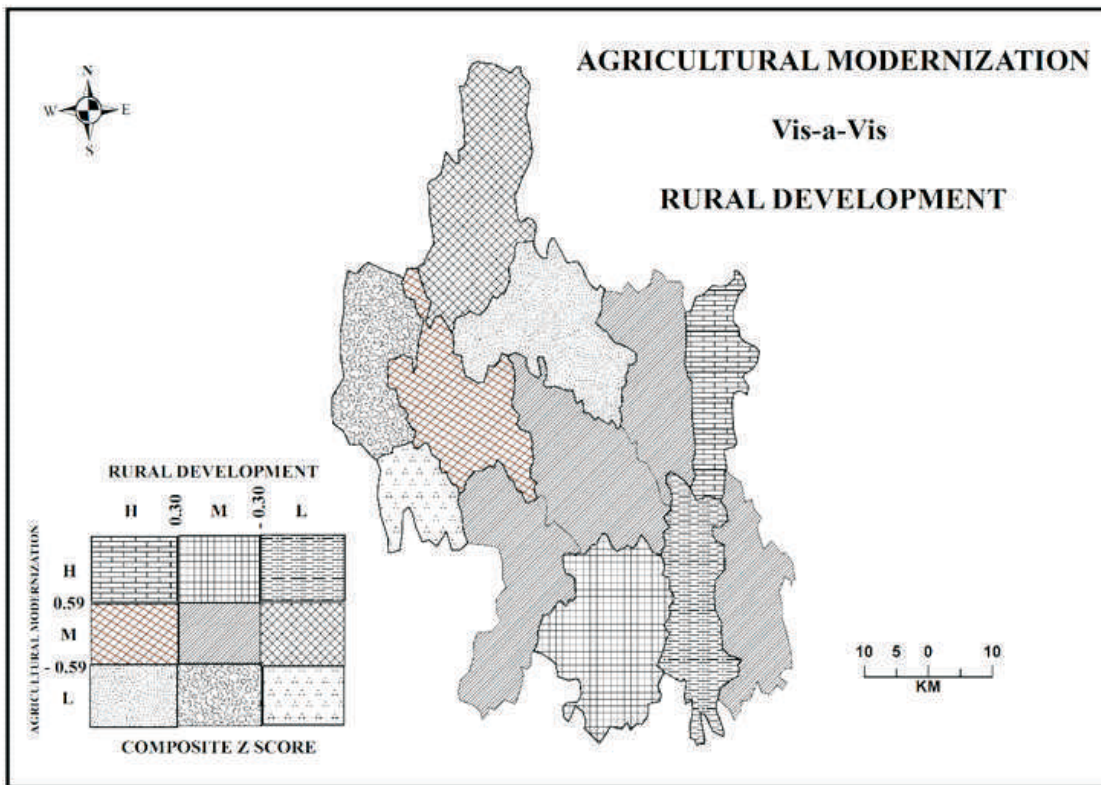 AGRICULTURAL MODERNIZATION
Vis-a-Vis
RURAL DEVELOPMENT
N
W E
S
RURAL DEVELOPMENT
H 0.30 M - 0.30 L
AGRICULTURAL MODERNIZATION
H
0.59
M
- 0.59
L
COMPOSITE Z SCORE
10 5 0 10
KM